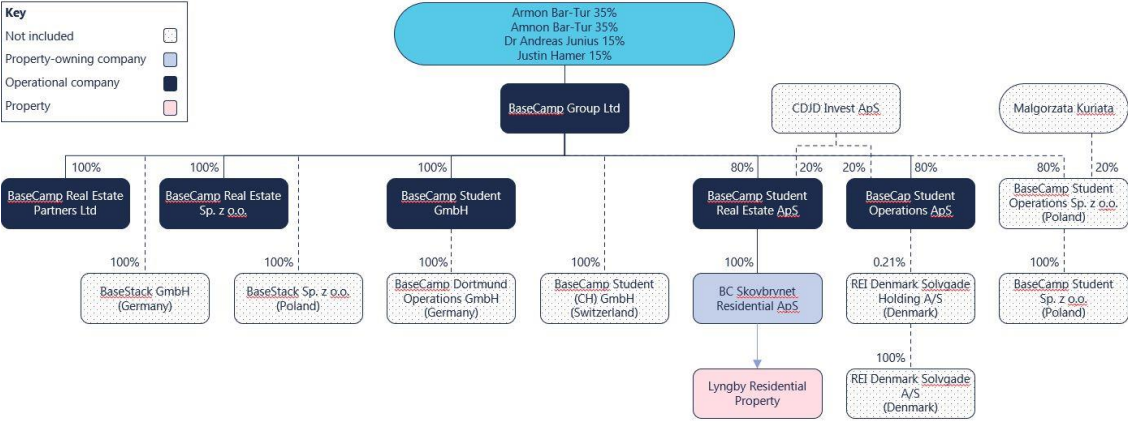 Key
Not included
Property-owning company
Operational company
Property
Armon Bar-Tur 35%
Amnon Bar-Tur 35%
Dr Andreas Junius 15%
Justin Hamer 15%
BaseCamp Group Ltd
CDJD Invest ApS
Malgorzata Kuriata
100%
100%
100%
80%
20%
20%
80%
80%
20%
BaseCamp Real Estate
Partners Ltd
BaseCamp Real Estate
Sp. z o.o.
BaseCamp Student
GmbH
BaseCamp Student
Real Estate ApS
BaseCap Student
Operations ApS
BaseCamp Student
Operations Sp. z o.o.
(Poland)
100%
100%
100%
100%
100%
0.21%
100%
BaseStack GmbH
(Germany)
BaseStack Sp. z o.o.
(Poland)
BaseCamp Dortmund
Operations GmbH
(Germany)
BaseCamp Student
(CH) GmbH
(Switzerland)
BC Skovbrvnet
Residential ApS
REI Denmark Solvgade
Holding A/S
(Denmark)
BaseCamp Student
Sp. z o.o.
(Poland)
100%
Lyngby Residential
Property
REI Denmark Solvgade
A/S
(Denmark)